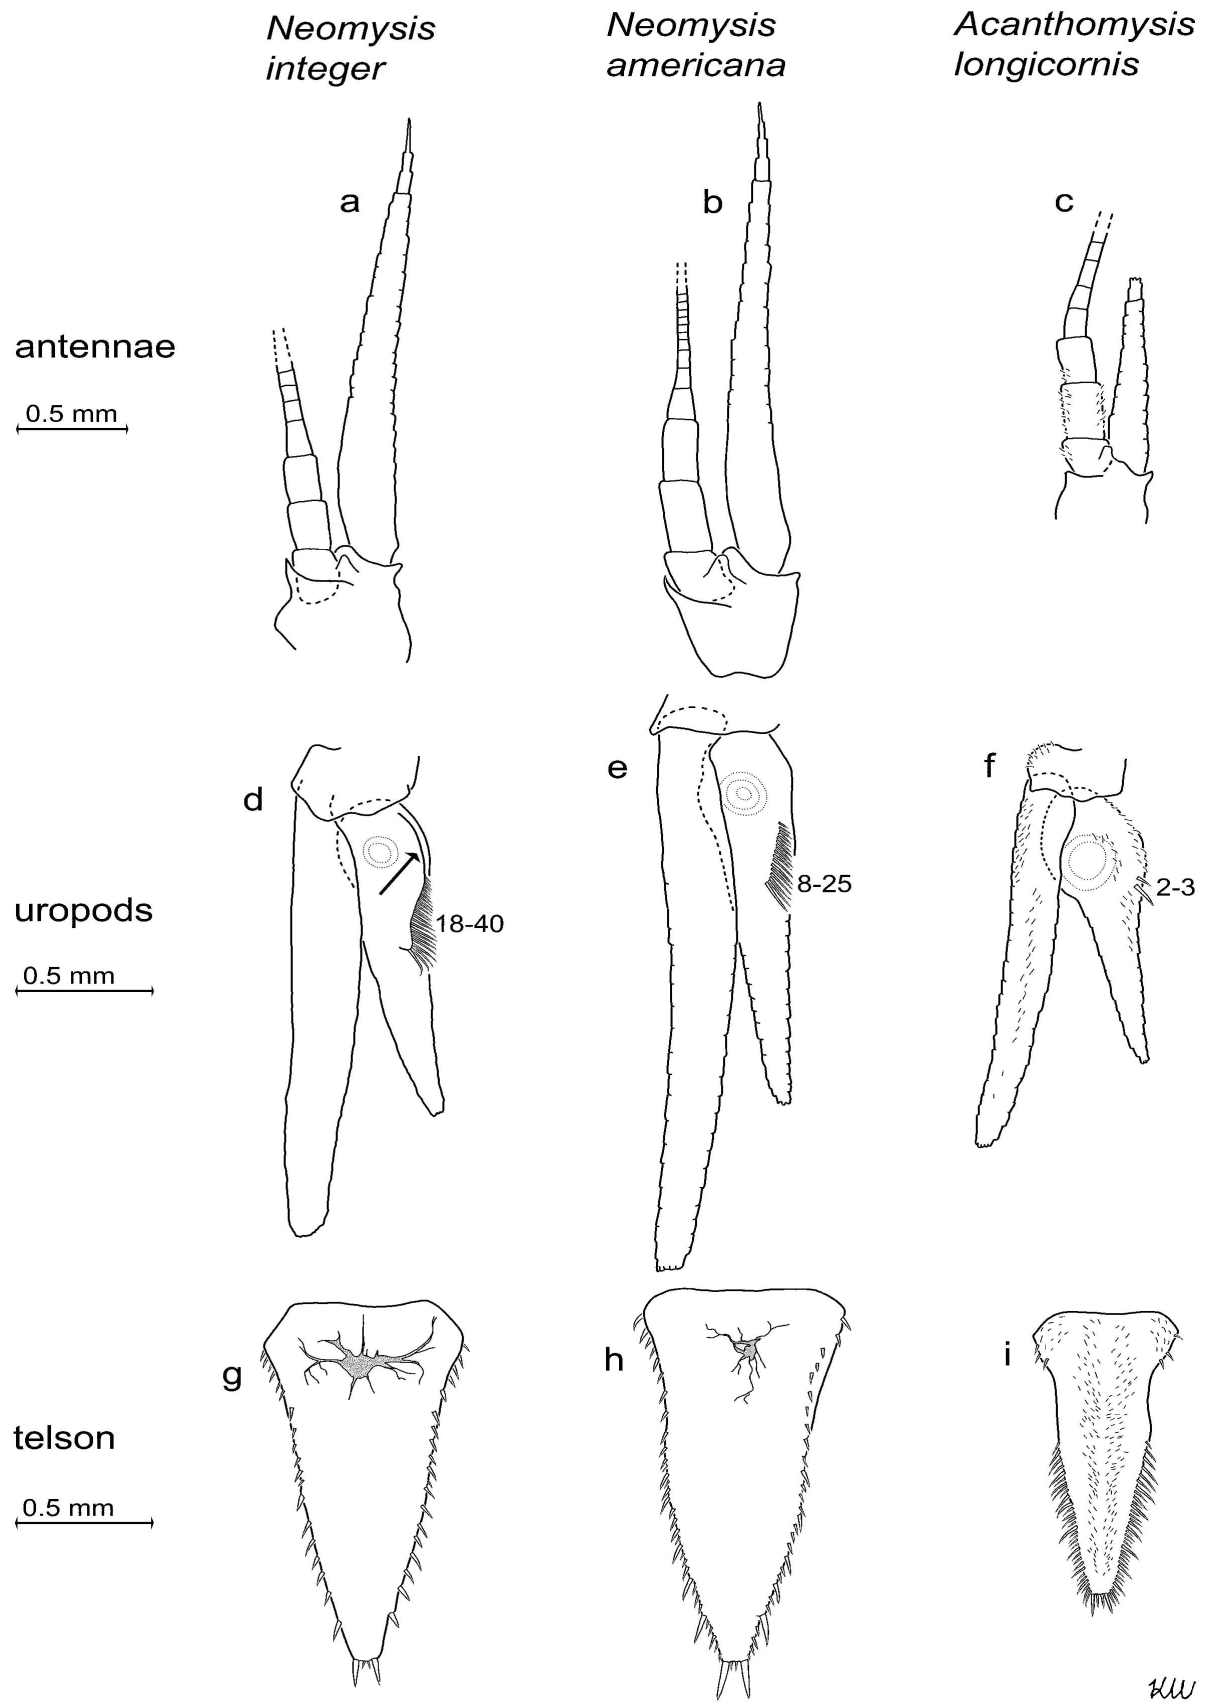 Neomysis
integer
Neomysis
americana
Acanthomysis
longicornis
a
b
c
antennae
0.5 mm
d
e
f
18-40
8-25
2-3
uropods
0.5 mm
g
h
i
telson
0.5 mm
KW